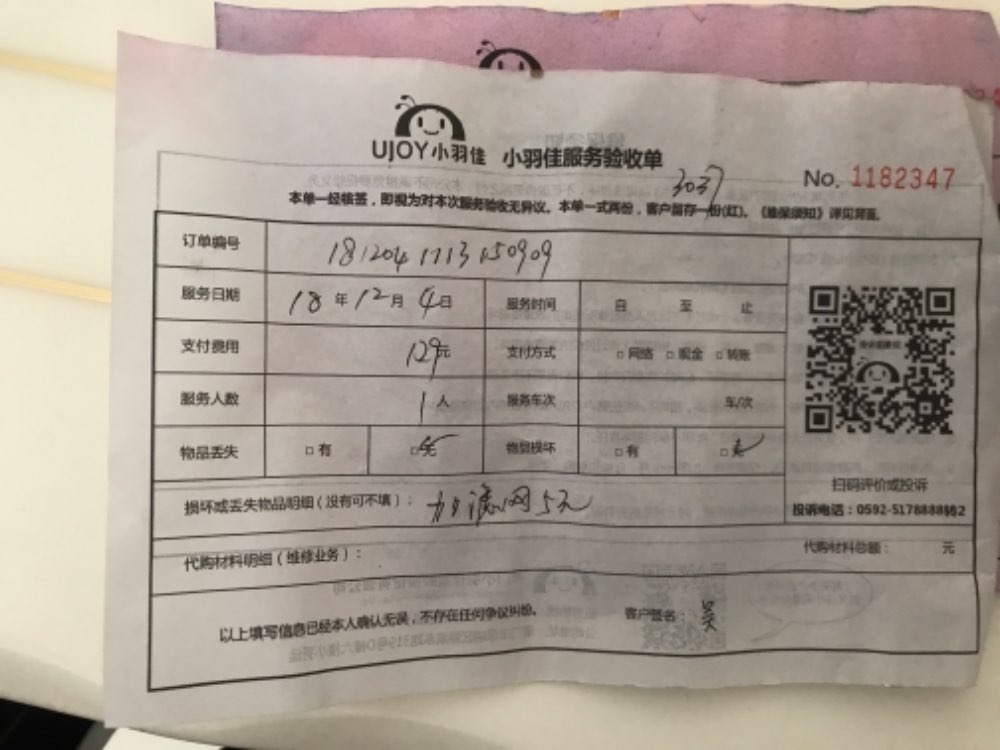 UJOY小羽佳 小羽佳服务验收单
3037
No. 1182347
本单一经核签，即视为对本次服务验收无异议。本单一式两份，客户留存一份(红)。《维保须知》详见背面。
订单编号 181204 1713 150909
服务日期 18年12月4日 服务时间 自 至 止
支付费用 129元 支付方式 □网络 □现金 □转账
服务人数 1人 服务车次 车/次
物品丢失 □有 □无 物品损坏 □有 □无
扫码评价或投诉
损坏或丢失物品明细（没有可不填）： 加滤网5元
投诉电话：0592-5178888转2
代购材料明细（维修业务）： 代购材料总额： 元
以上填写信息已经本人确认无误，不存在任何争议纠纷。 客户签名： 吴